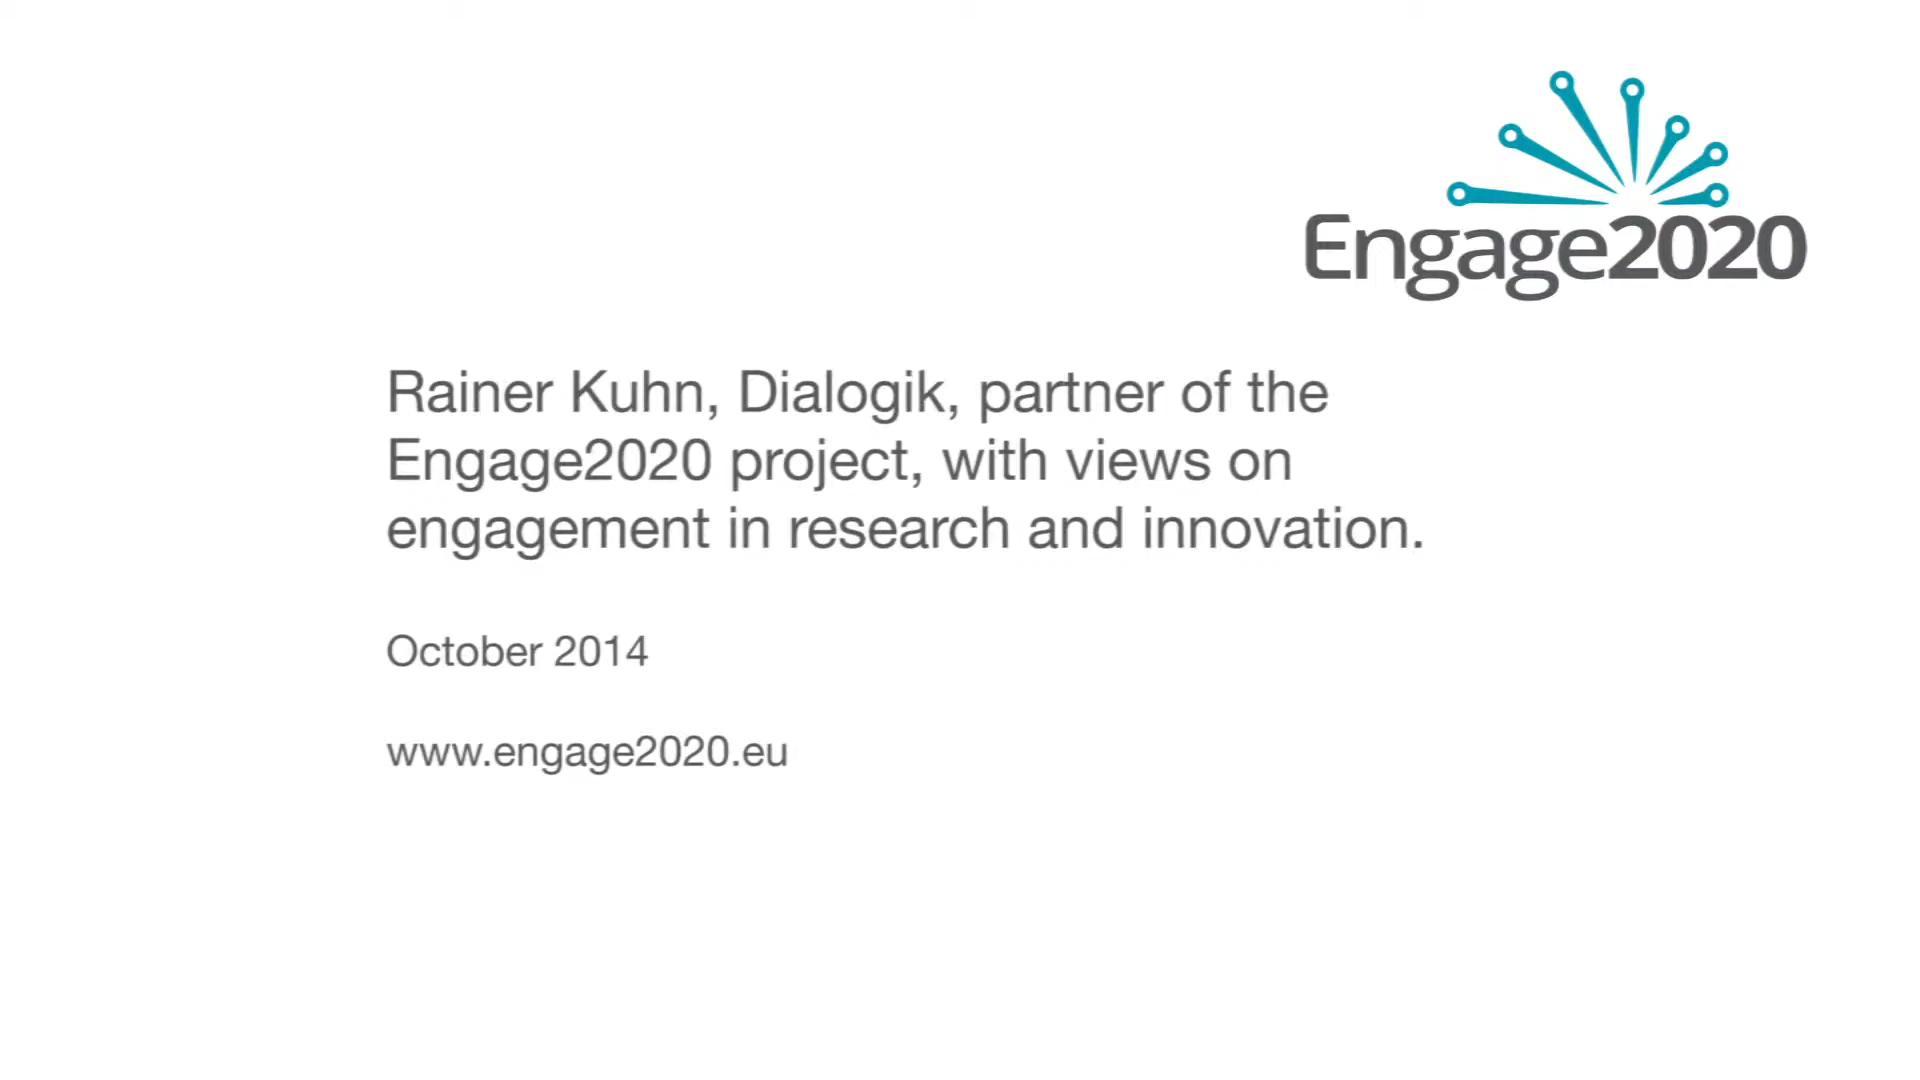 Engage2020
Rainer Kuhn, Dialogik, partner of the
Engage2020 project, with views on
engagement in research and innovation.
October 2014
www.engage2020.eu